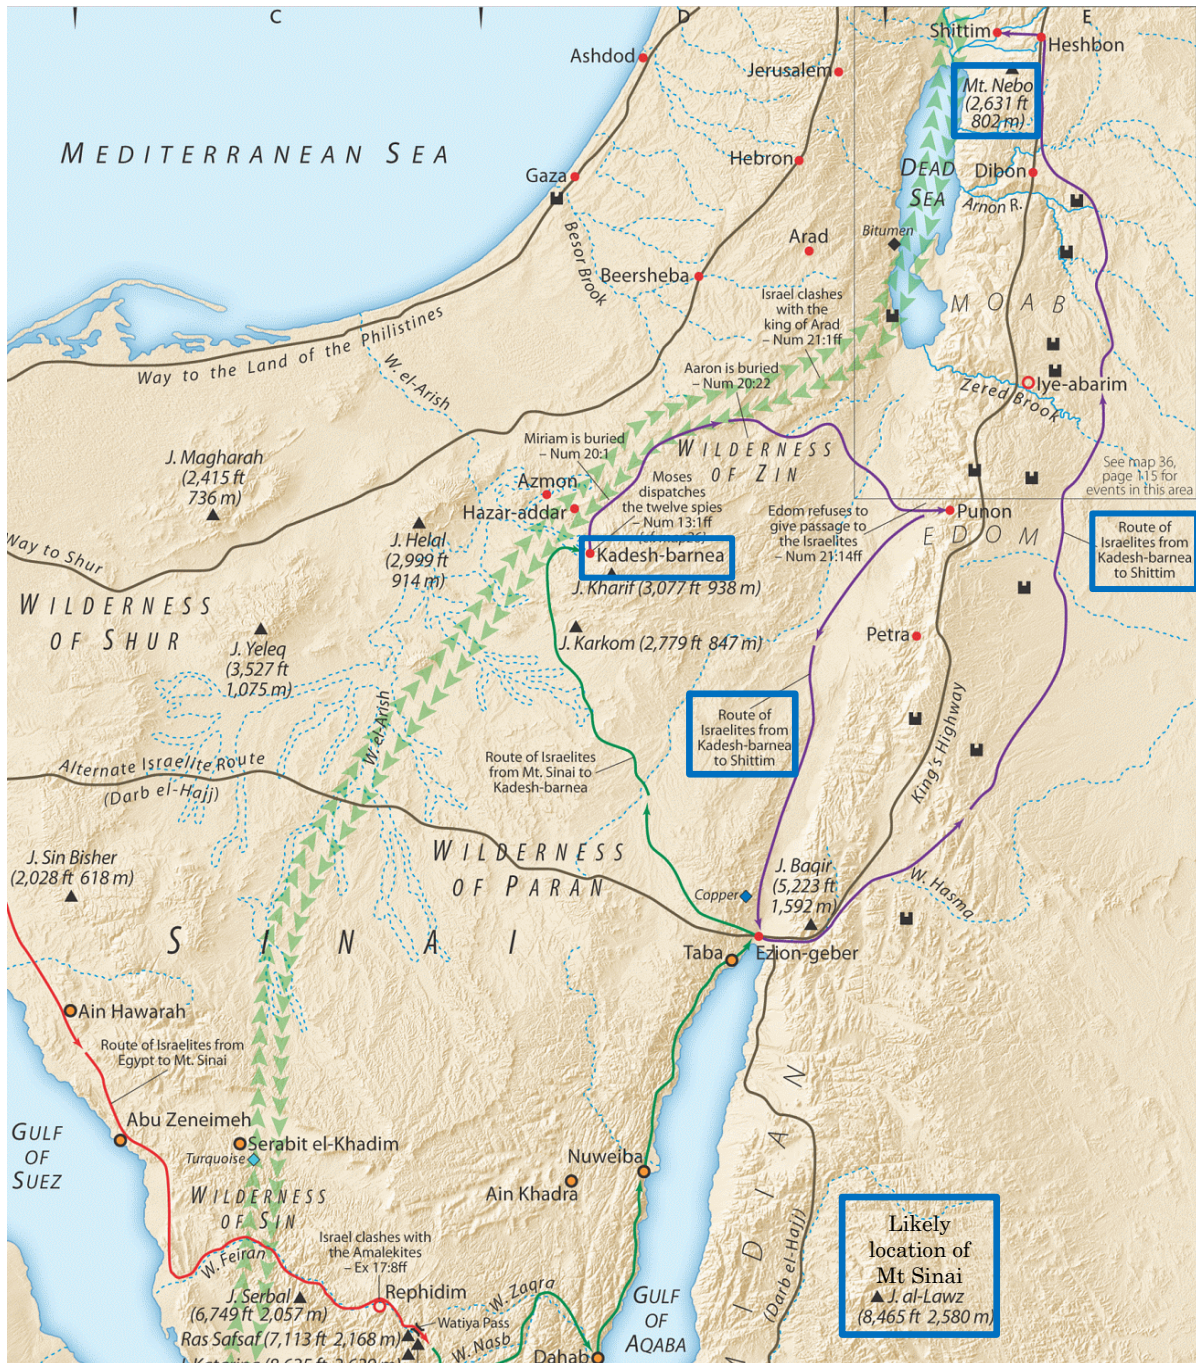 C
D
E
Shittim
Heshbon
Ashdod
Jerusalem
Mt. Nebo
(2,631 ft
802 m)
MEDITERRANEAN SEA
Hebron
DEAD
SEA
Dibon
Gaza
Arnon R.
Besor Brook
Arad
Bitumen
Beersheba
Israel clashes
with the
king of Arad
– Num 21:1ff
MOAB
Way to the Land of the Philistines
W. el-Arish
Aaron is buried
– Num 20:22
Iye-abarim
Zered Brook
Miriam is buried
– Num 20:1
WILDERNESS
OF ZIN
J. Magharah
(2,415 ft
736 m)
Azmon
Hazar-addar
Moses
dispatches
the twelve spies
– Num 13:1ff
See map 36,
page 115 for
events in this area
Edom refuses to
give passage to
the Israelites
– Num 21:14ff
Punon
EDOM
Route of
Israelites from
Kadesh-barnea
to Shittim
J. Helal
(2,999 ft
914 m)
Way to Shur
Kadesh-barnea
J. Kharif (3,077 ft 938 m)
WILDERNESS
OF SHUR
J. Yeleq
(3,527 ft
1,075 m)
J. Karkom (2,779 ft 847 m)
Petra
W. el-Arish
Route of
Israelites from
Kadesh-barnea
to Shittim
King's Highway
Route of Israelites
from Mt. Sinai to
Kadesh-barnea
Alternate Israelite Route
(Darb el-Hajj)
J. Sin Bisher
(2,028 ft 618 m)
WILDERNESS
OF PARAN
J. Baqir
(5,223 ft
1,592 m)
Copper
W. Hasma
SINAI
Taba
Ezion-geber
Ain Hawarah
Route of Israelites from
Egypt to Mt. Sinai
Abu Zeneimeh
GULF
OF
SUEZ
Serabit el-Khadim
Turquoise
Nuweiba
Ain Khadra
WILDERNESS
OF SIN
MIDIAN
(Darb el-Hajj)
W. Feiran
Israel clashes with
the Amalekites
– Ex 17:8ff
Likely
location of
Mt Sinai
J. al-Lawz
(8,465 ft 2,580 m)
J. Serbal
(6,749 ft 2,057 m)
Rephidim
W. Zaqra
GULF
OF
AQABA
Watiya Pass
Ras Safsaf (7,113 ft 2,168 m)
W. Nasb
Dahab